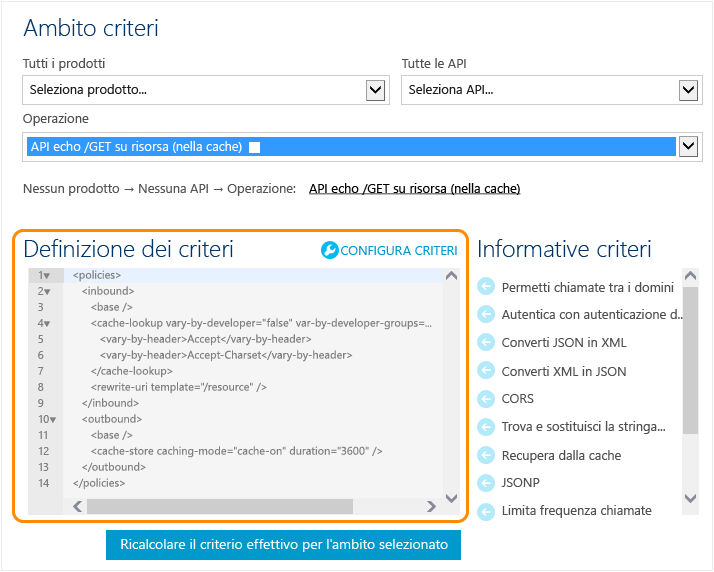 Ambito criteri
Tutti i prodotti
Tutte le API
Seleziona prodotto...
Seleziona API...
Operazione
API echo /GET su risorsa (nella cache)
Nessun prodotto → Nessuna API → Operazione: API echo /GET su risorsa (nella cache)
Definizione dei criteri
CONFIGURA CRITERI
1 <policies>
2 <inbound>
3 <base />
4 <cache-lookup vary-by-developer="false" var-by-developer-groups=...
5 <vary-by-header>Accept</vary-by-header>
6 <vary-by-header>Accept-Charset</vary-by-header>
7 </cache-lookup>
8 <rewrite-uri template="/resource" />
9 </inbound>
10 <outbound>
11 <base />
12 <cache-store caching-mode="cache-on" duration="3600" />
13 </outbound>
14 </policies>
Informative criteri
Permetti chiamate tra i domini
Autentica con autenticazione d...
Converti JSON in XML
Converti XML in JSON
CORS
Trova e sostituisci la stringa...
Recupera dalla cache
JSONP
Limita frequenza chiamate
Ricalcolare il criterio effettivo per l'ambito selezionato